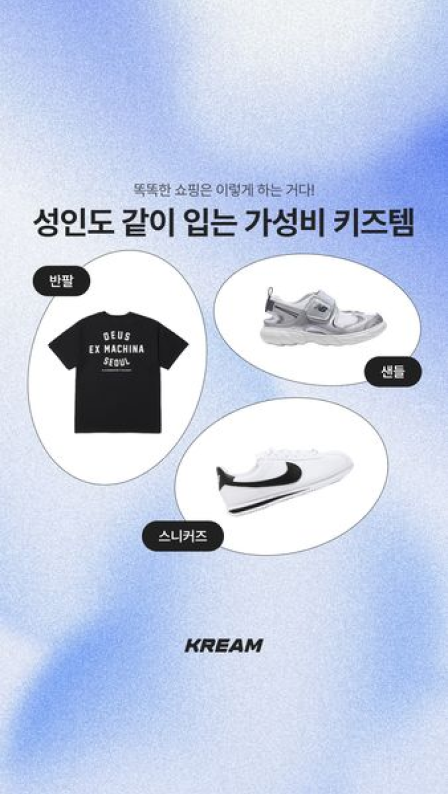 똑똑한 쇼핑은 이렇게 하는 거다!
성인도 같이 입는 가성비 키즈템
반팔
DEUS
EX MACHINA
SEOUL
샌들
스니커즈
KREAM